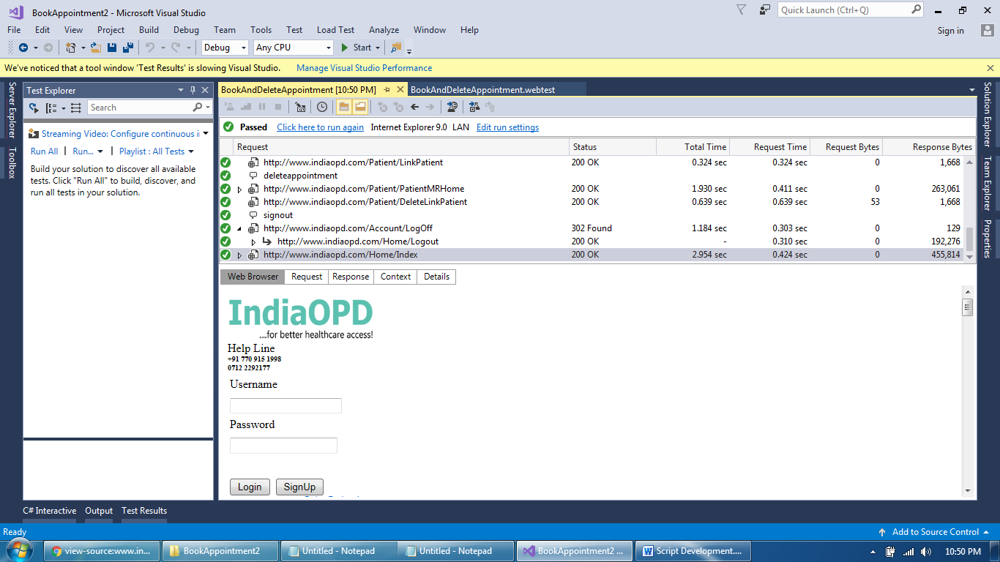 BookAppointment2 - Microsoft Visual Studio
Quick Launch (Ctrl+Q)
File Edit View Project Build Debug Team Tools Test Load Test Analyze Window Help
Sign in
Debug Any CPU Start
We've noticed that a tool window 'Test Results' is slowing Visual Studio. Manage Visual Studio Performance
Server Explorer
Toolbox
Test Explorer
Search
Streaming Video: Configure continuous i
Run All | Run... | Playlist : All Tests
Build your solution to discover all available
tests. Click "Run All" to build, discover, and
run all tests in your solution.
BookAndDeleteAppointment [10:50 PM] BookAndDeleteAppointment.webtest
Passed Click here to run again Internet Explorer 9.0 LAN Edit run settings
Request Status Total Time Request Time Request Bytes Response Bytes
http://www.indiaopd.com/Patient/LinkPatient 200 OK 0.324 sec 0.324 sec 0 1,668
deleteappointment
http://www.indiaopd.com/Patient/PatientMRHome 200 OK 1.930 sec 0.411 sec 0 263,061
http://www.indiaopd.com/Patient/DeleteLinkPatient 200 OK 0.639 sec 0.639 sec 53 1,668
signout
http://www.indiaopd.com/Account/LogOff 302 Found 1.184 sec 0.303 sec 0 129
http://www.indiaopd.com/Home/Logout 200 OK - 0.310 sec 0 192,276
http://www.indiaopd.com/Home/Index 200 OK 2.954 sec 0.424 sec 0 455,814
Web Browser Request Response Context Details
IndiaOPD
....for better healthcare access!
Help Line
+91 770 915 1998
0712 2292177
Username
Password
Login SignUp
Solution Explorer
Team Explorer
Properties
C# Interactive Output Test Results
Ready
Add to Source Control
view-source:www.in... BookAppointment2 Untitled - Notepad Untitled - Notepad BookAppointment2 ... Script Development.... 10:50 PM